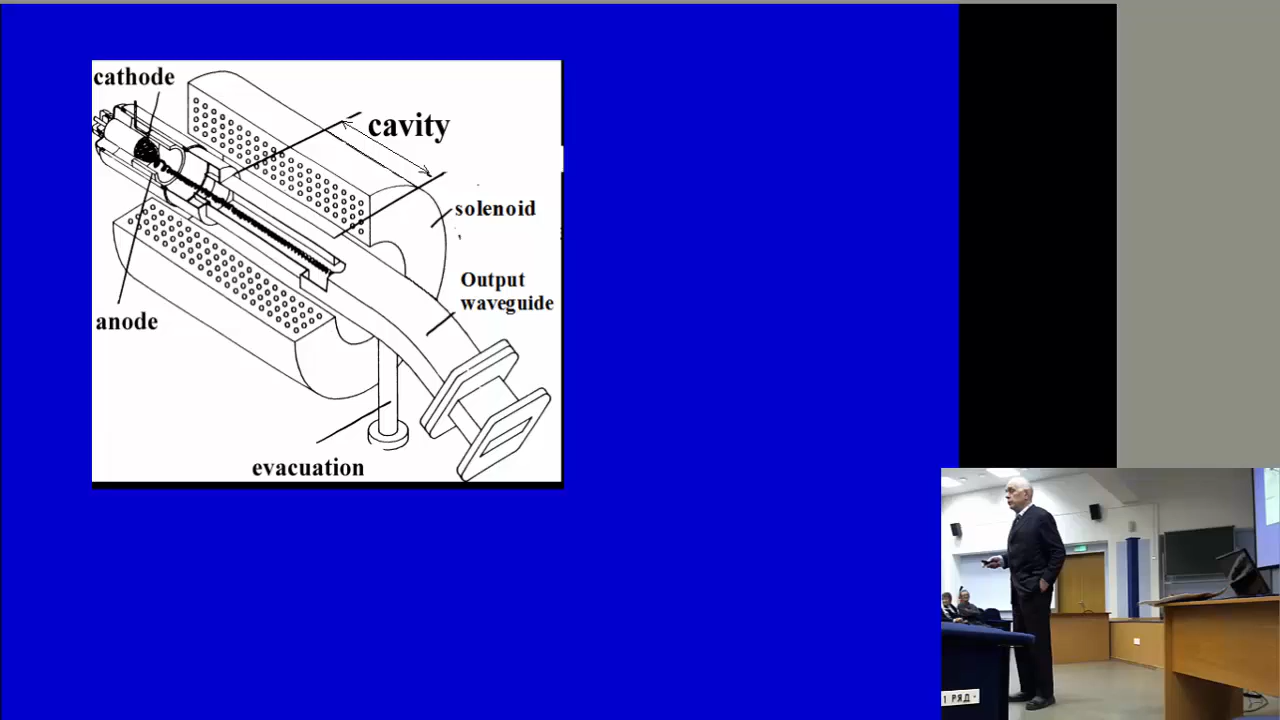 cathode
cavity
solenoid
Output
waveguide
anode
evacuation
1 РЯД